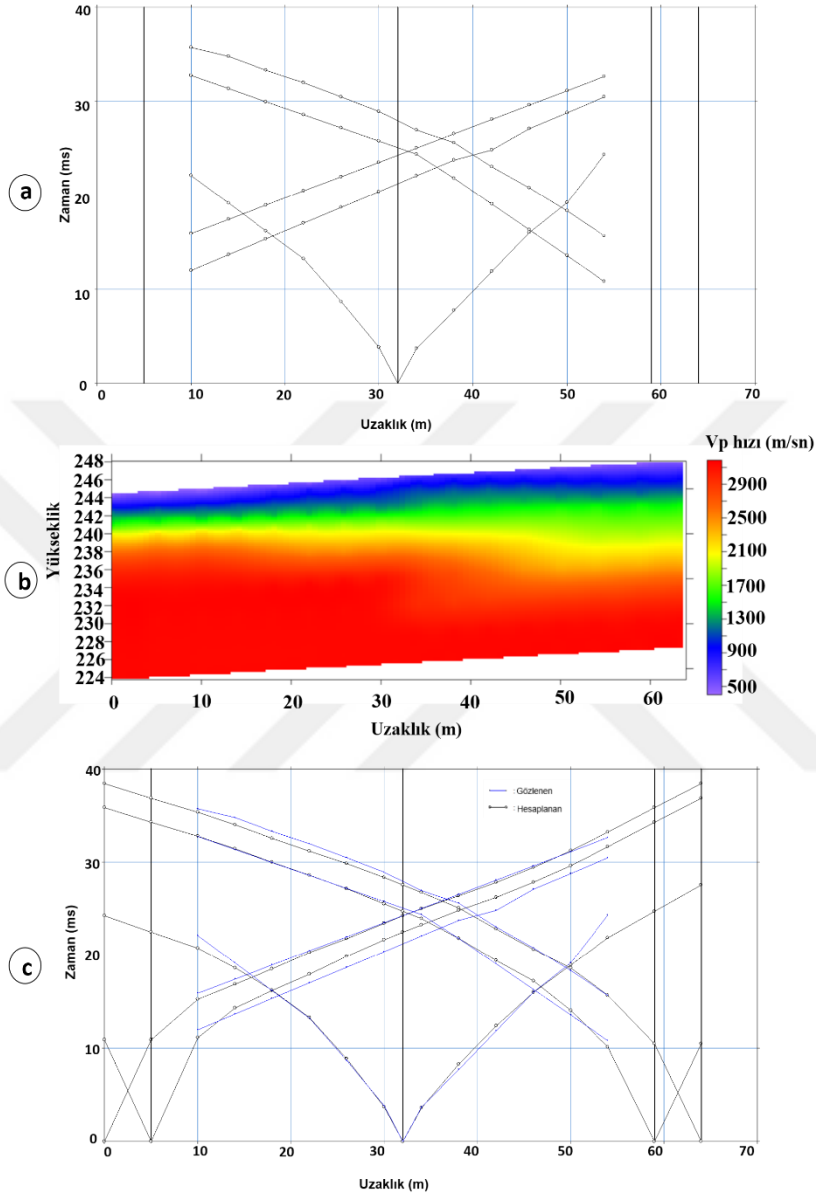 a
Zaman (ms)
40
30
20
10
0
0 10 20 30 40 50 60 70
Uzaklık (m)
b
Yükseklik
248
246
244
242
240
238
236
234
232
230
228
226
224
0 10 20 30 40 50 60
Uzaklık (m)
Vp hızı (m/sn)
2900
2500
2100
1700
1300
900
500
c
Zaman (ms)
40
30
20
10
0
: Gözlenen
: Hesaplanan
0 10 20 30 40 50 60 70
Uzaklık (m)